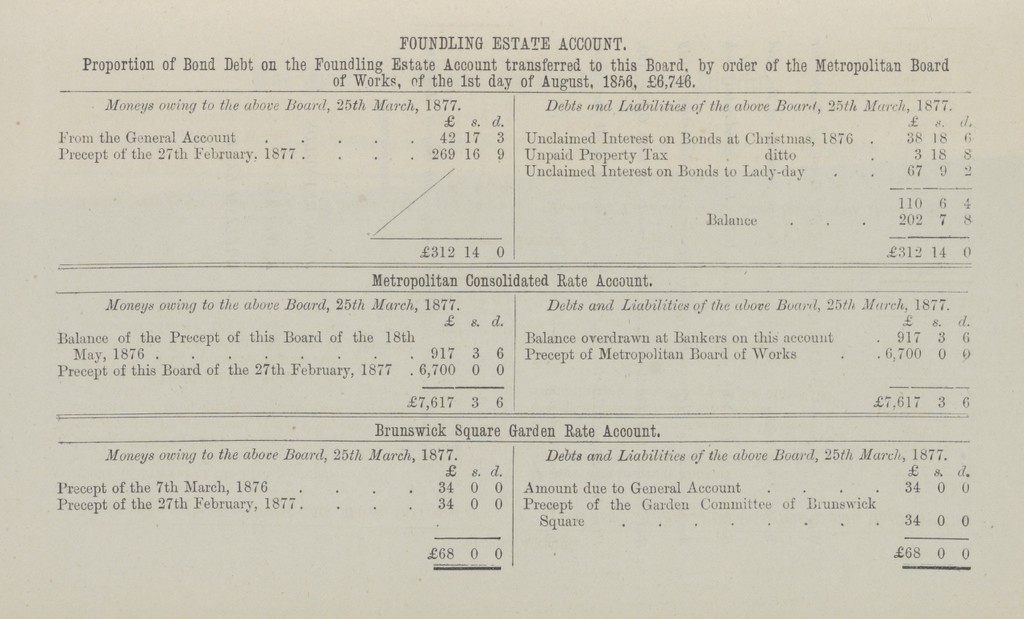 FOUNDLING ESTATE ACCOUNT.
Proportion of Bond Debt on the Foundling Estate Account transferred to this Board, by order of the Metropolitan Board
of Works, of the 1st day of August, 1856, £6,746.
Moneys owing to the above Board, 25th March, 1877.
£ s. d.
From the General Account . . . . . 42 17 3
Precept of the 27th February, 1877 . . . . 269 16 9
£312 14 0
Debts and Liabilities of the above Board, 25th March, 1877.
£ s. d.
Unclaimed Interest on Bonds at Christmas, 1876 . 38 18 6
Unpaid Property Tax . ditto . 3 18 8
Unclaimed Interest on Bonds to Lady-day . . 67 9 2
110 6 4
Balance . . . 202 7 8
£312 14 0
Metropolitan Consolidated Rate Account.
Moneys owing to the above Board, 25th March, 1877.
£ s. d.
Balance of the Precept of this Board of the 18th
May, 1876 . . . . . . . . 917 3 6
Precept of this Board of the 27th February, 1877 . 6,700 0 0
£7,617 3 6
Debts and Liabilities of the above Board, 25th March, 1877.
£ s. d.
Balance overdrawn at Bankers on this account . 917 3 6
Precept of Metropolitan Board of Works . . 6,700 0 0
£7,617 3 6
Brunswick Square Garden Rate Account.
Moneys owing to the above Board, 25th March, 1877.
£ s. d.
Precept of the 7th March, 1876 . . . . 34 0 0
Precept of the 27th February, 1877 . . . . 34 0 0
£68 0 0
Debts and Liabilities of the above Board, 25th March, 1877.
£ s. d.
Amount due to General Account . . . . 34 0 0
Precept of the Garden Committee of Brunswick
Square . . . . . . . . 34 0 0
£68 0 0